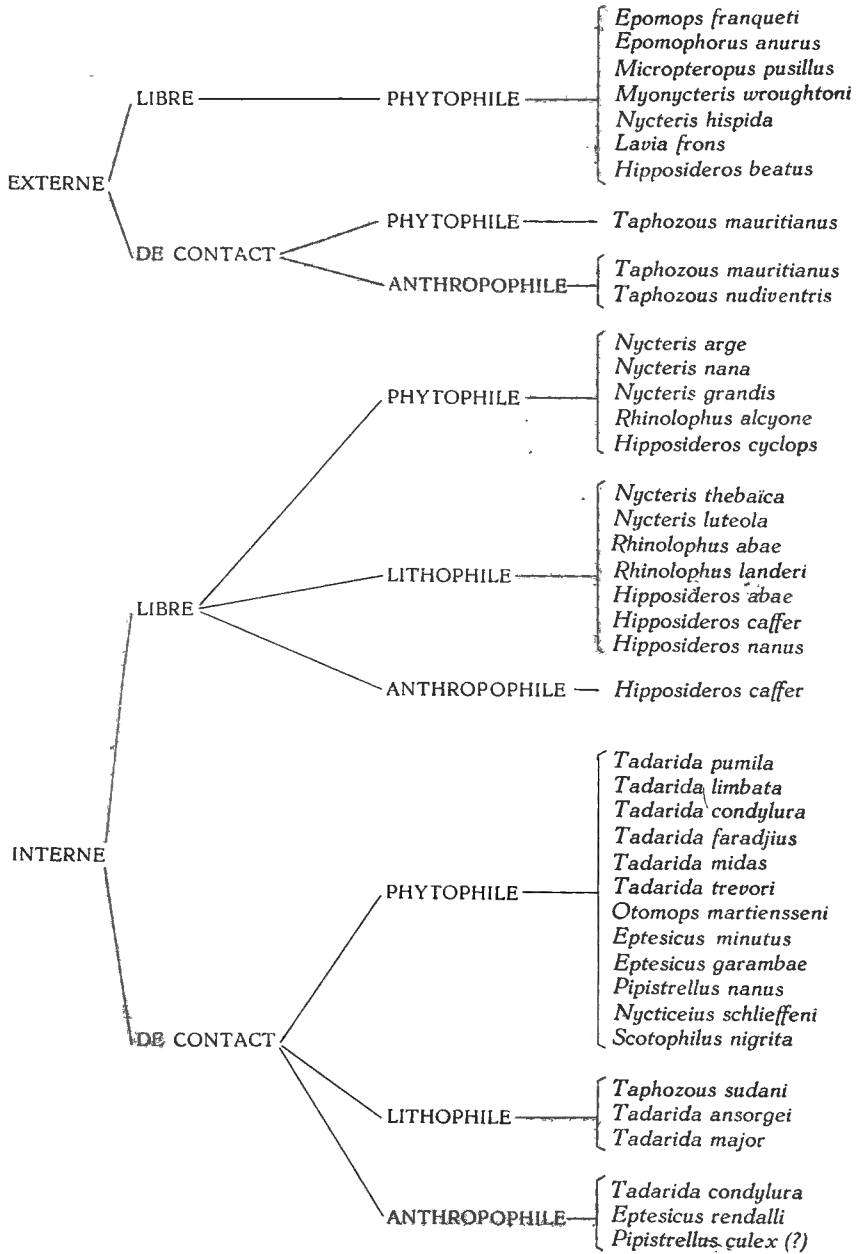 EXTERNE
LIBRE
PHYTOPHILE
Epomops franqueti
Epomophorus anurus
Micropteropus pusillus
Myonycteris wroughtoni
Nycteris hispida
Lavia frons
Hipposideros beatus
DE CONTACT
PHYTOPHILE
Taphozous mauritianus
ANTHROPOPHILE
Taphozous mauritianus
Taphozous nudiventris
INTERNE
LIBRE
PHYTOPHILE
Nycteris arge
Nycteris nana
Nycteris grandis
Rhinolophus alcyone
Hipposideros cyclops
LITHOPHILE
Nycteris thebaïca
Nycteris luteola
Rhinolophus abae
Rhinolophus landeri
Hipposideros abae
Hipposideros caffer
Hipposideros nanus
ANTHROPOPHILE
Hipposideros caffer
DE CONTACT
PHYTOPHILE
Tadarida pumila
Tadarida limbata
Tadarida condylura
Tadarida faradjius
Tadarida midas
Tadarida trevori
Otomops martiensseni
Eptesicus minutus
Eptesicus garambae
Pipistrellus nanus
Nycticeius schlieffeni
Scotophilus nigrita
LITHOPHILE
Taphozous sudani
Tadarida ansorgei
Tadarida major
ANTHROPOPHILE
Tadarida condylura
Eptesicus rendalli
Pipistrellus culex (?)